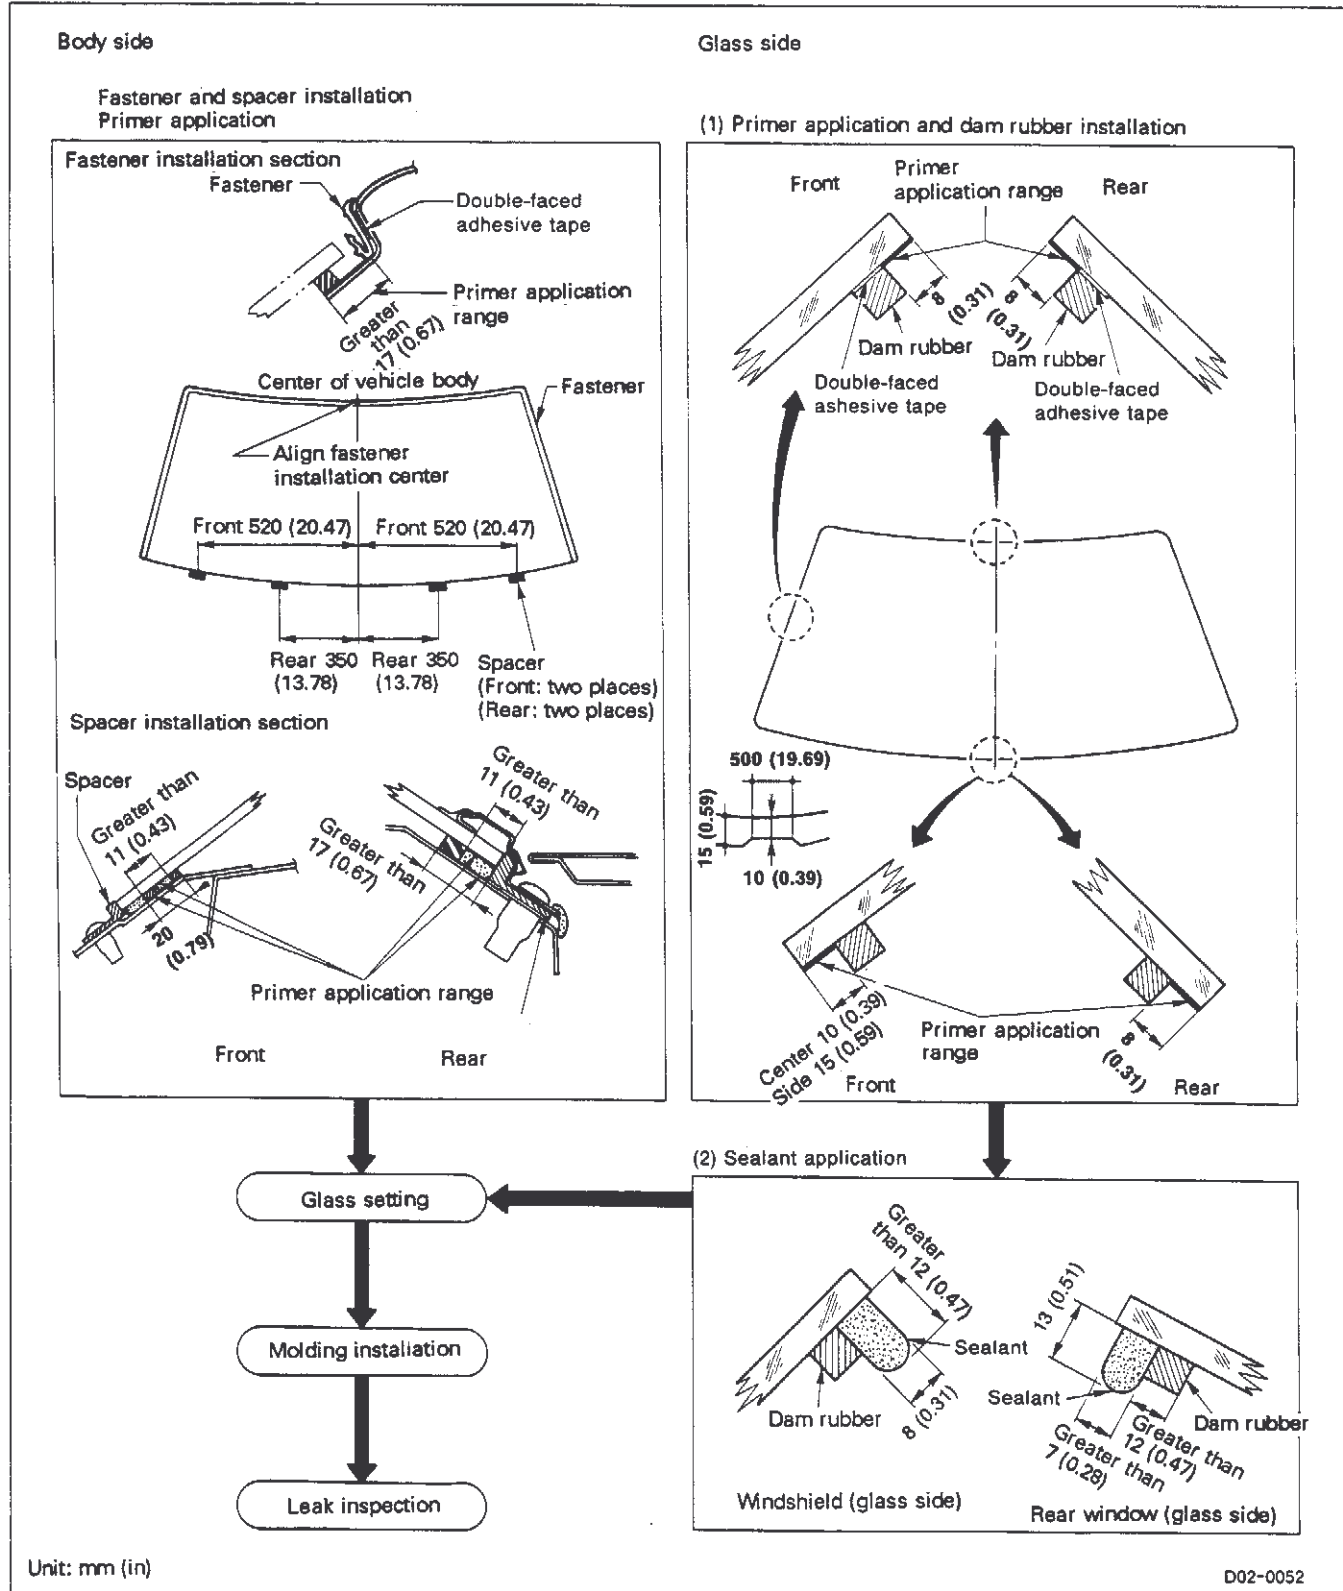 Body side
Fastener and spacer installation
Primer application
Fastener installation section
Fastener
Double-faced
adhesive tape
Primer application
range
Greater
than
17 (0.67)
Center of vehicle body
Fastener
Align fastener
installation center
Front 520 (20.47)
Front 520 (20.47)
Rear 350
(13.78)
Rear 350
(13.78)
Spacer
(Front: two places)
(Rear: two places)
Spacer installation section
Spacer
Greater than
11 (0.43)
20
(0.79)
Greater than
17 (0.67)
Greater than
11 (0.43)
Primer application range
Front
Rear
Glass side
(1) Primer application and dam rubber installation
Front
Primer
application range
Rear
8
(0.31)
8
(0.31)
Dam rubber
Dam rubber
Double-faced
ashesive tape
Double-faced
adhesive tape
500 (19.69)
15 (0.59)
10 (0.39)
Center 10 (0.39)
Side 15 (0.59)
Primer application
range
8
(0.31)
Front
Rear
(2) Sealant application
Greater
than 12 (0.47)
Sealant
8 (0.31)
Dam rubber
Windshield (glass side)
13 (0.51)
Sealant
Dam rubber
Greater than
12 (0.47)
Greater than
7 (0.28)
Rear window (glass side)
Glass setting
Molding installation
Leak inspection
Unit: mm (in)
D02-0052